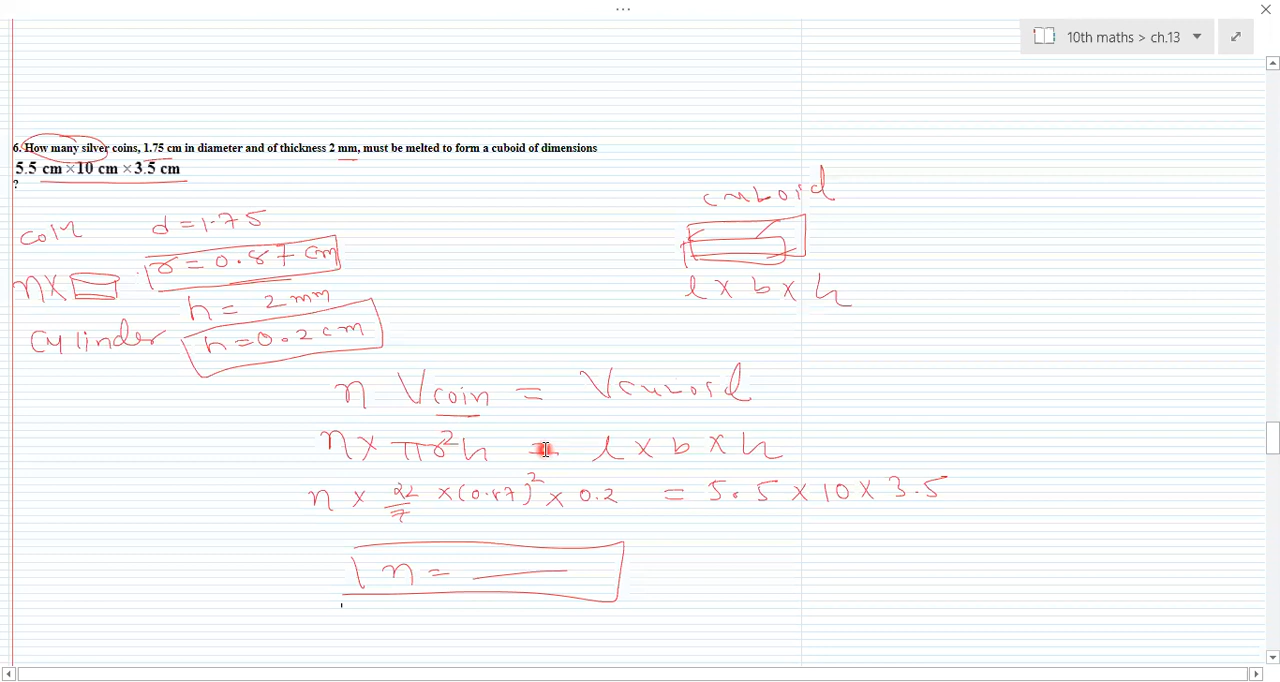 ...
10th maths > ch.13
6. How many silver coins, 1.75 cm in diameter and of thickness 2 mm, must be melted to form a cuboid of dimensions
5.5 cm ×10 cm ×3.5 cm
?
cuboid
coin d = 1.75
r = 0.87 cm
n×
l × b × h
h = 2 mm
cylinder h = 0.2 cm
n Vcoin = Vcuboid
n × πr²h = l × b × h
n × 22/7 × (0.87)² × 0.2 = 5.5 × 10 × 3.5
n =